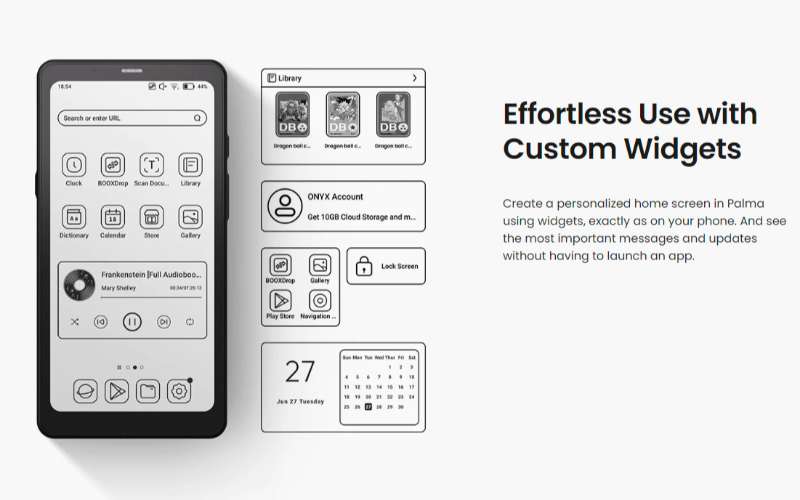 18:54
44%
Search or enter URL
Clock
BOOXDrop
Scan Docu...
Library
Dictionary
Calendar
Store
Gallery
Frankenstein [Full Audioboo...
Mary Shelley
Library
DB
DB
DB
Dragon ball c...
Dragon ball c...
Dragon ball c...
ONYX Account
Get 10GB Cloud Storage and m...
BOOXDrop
Gallery
Play Store
Navigation ...
Lock Screen
27
Jun 27 Tuesday
Sun Mon Tue Wed Thur Fri Sat
1 2 3
4 5 6 7 8 9 10
11 12 13 14 15 16 17
18 19 20 21 22 23 24
25 26 27 28 29 30
Effortless Use with
Custom Widgets
Create a personalized home screen in Palma
using widgets, exactly as on your phone. And see
the most important messages and updates
without having to launch an app.